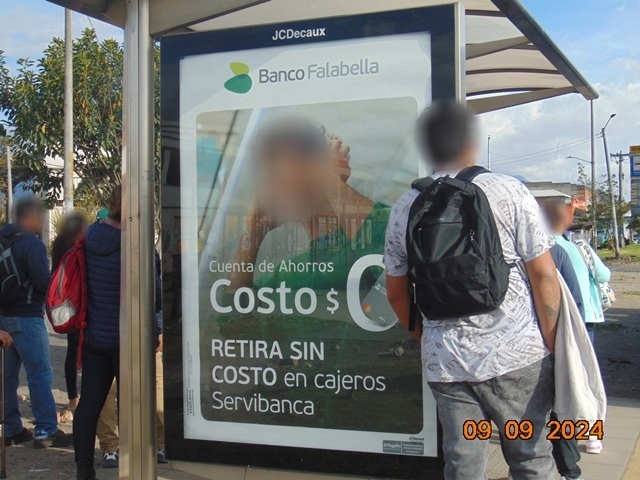 JCDecaux
Banco Falabella
Cuenta de Ahorros
Costo $0
RETIRA SIN
COSTO en cajeros
Servibanca
09 09 2024